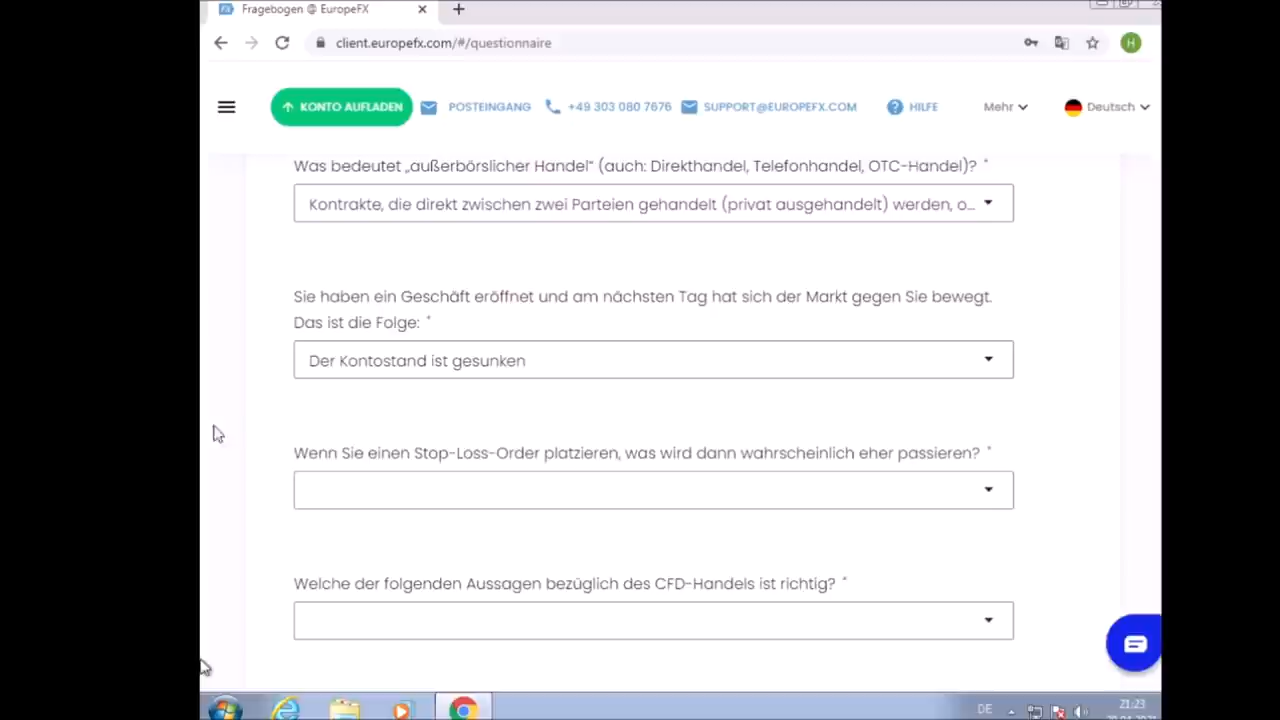 Fragebogen @ EuropeFX
client.europefx.com/#/questionnaire
H
KONTO AUFLADEN
POSTEINGANG
+49 303 080 7676
SUPPORT@EUROPEFX.COM
HILFE
Mehr
Deutsch
Was bedeutet „außerbörslicher Handel“ (auch: Direkthandel, Telefonhandel, OTC-Handel)? *
Kontrakte, die direkt zwischen zwei Parteien gehandelt (privat ausgehandelt) werden, o...
Sie haben ein Geschäft eröffnet und am nächsten Tag hat sich der Markt gegen Sie bewegt.
Das ist die Folge: *
Der Kontostand ist gesunken
Wenn Sie einen Stop-Loss-Order platzieren, was wird dann wahrscheinlich eher passieren? *
Welche der folgenden Aussagen bezüglich des CFD-Handels ist richtig? *
DE
21:23